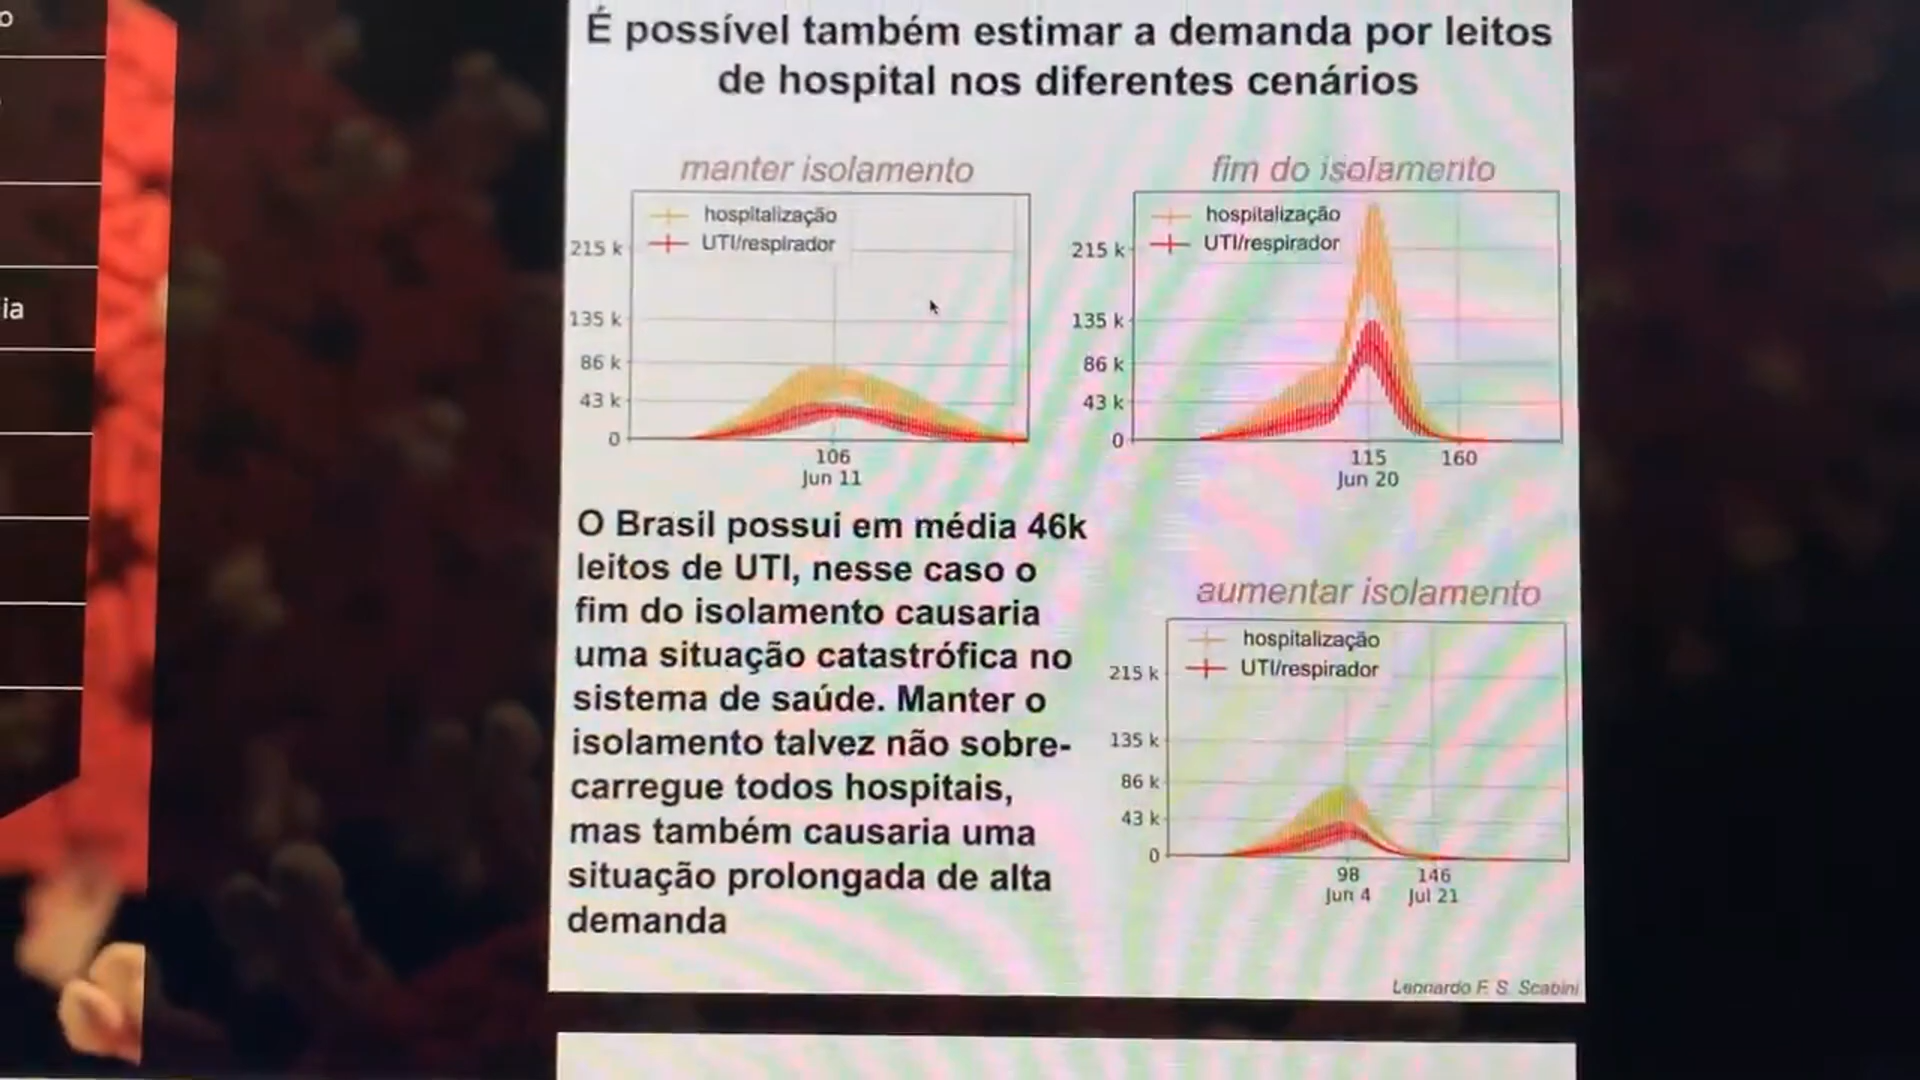 o
ia
É possível também estimar a demanda por leitos
de hospital nos diferentes cenários
manter isolamento
hospitalização
UTI/respirador
215 k
135 k
86 k
43 k
0
106
Jun 11
fim do isolamento
hospitalização
UTI/respirador
215 k
135 k
86 k
43 k
0
115
160
Jun 20
O Brasil possui em média 46k
leitos de UTI, nesse caso o
fim do isolamento causaria
uma situação catastrófica no
sistema de saúde. Manter o
isolamento talvez não sobre-
carregue todos hospitais,
mas também causaria uma
situação prolongada de alta
demanda
aumentar isolamento
hospitalização
UTI/respirador
215 k
135 k
86 k
43 k
0
98
146
Jun 4
Jul 21
Leonardo F. S. Scabini